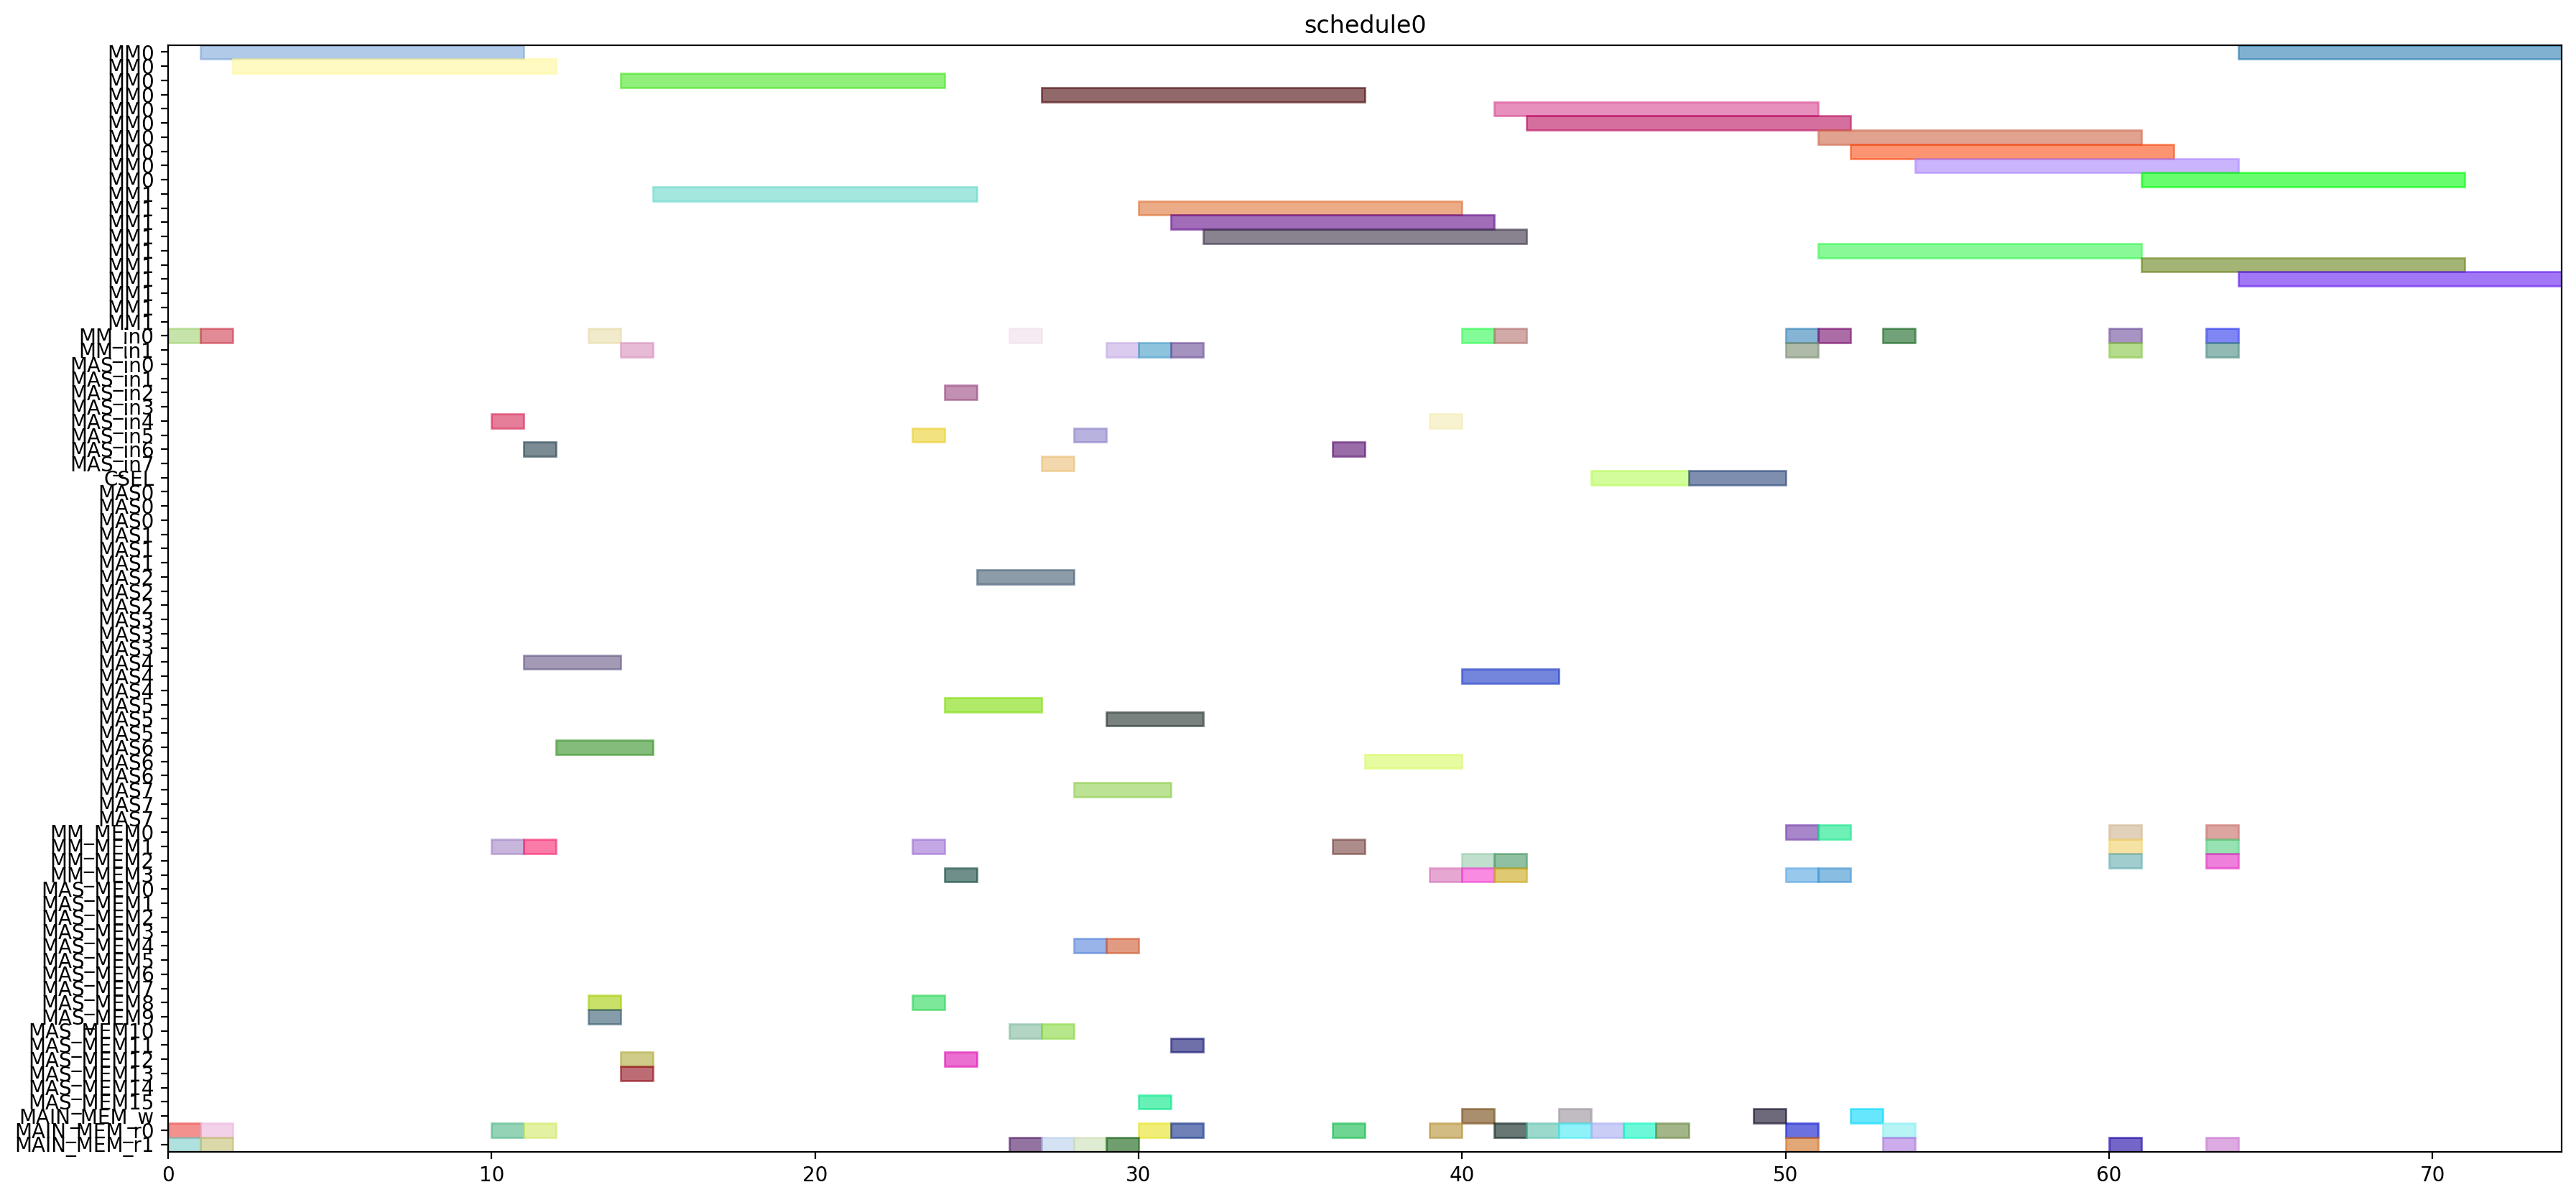 schedule0
MM0
MM0
MM0
MM0
MM0
MM0
MM0
MM0
MM0
MM0
MM1
MM1
MM1
MM1
MM1
MM1
MM1
MM1
MM1
MM1
MM_in0
MM_in1
MAS_in0
MAS_in1
MAS_in2
MAS_in3
MAS_in4
MAS_in5
MAS_in6
MAS_in7
CSEL
MAS0
MAS0
MAS0
MAS1
MAS1
MAS1
MAS2
MAS2
MAS2
MAS3
MAS3
MAS3
MAS4
MAS4
MAS4
MAS5
MAS5
MAS5
MAS6
MAS6
MAS6
MAS7
MAS7
MAS7
MM_MEM0
MM_MEM1
MM_MEM2
MM_MEM3
MAS_MEM0
MAS_MEM1
MAS_MEM2
MAS_MEM3
MAS_MEM4
MAS_MEM5
MAS_MEM6
MAS_MEM7
MAS_MEM8
MAS_MEM9
MAS_MEM10
MAS_MEM11
MAS_MEM12
MAS_MEM13
MAS_MEM14
MAS_MEM15
MAIN_MEM_w
MAIN_MEM_r0
MAIN_MEM_r1
0 10 20 30 40 50 60 70